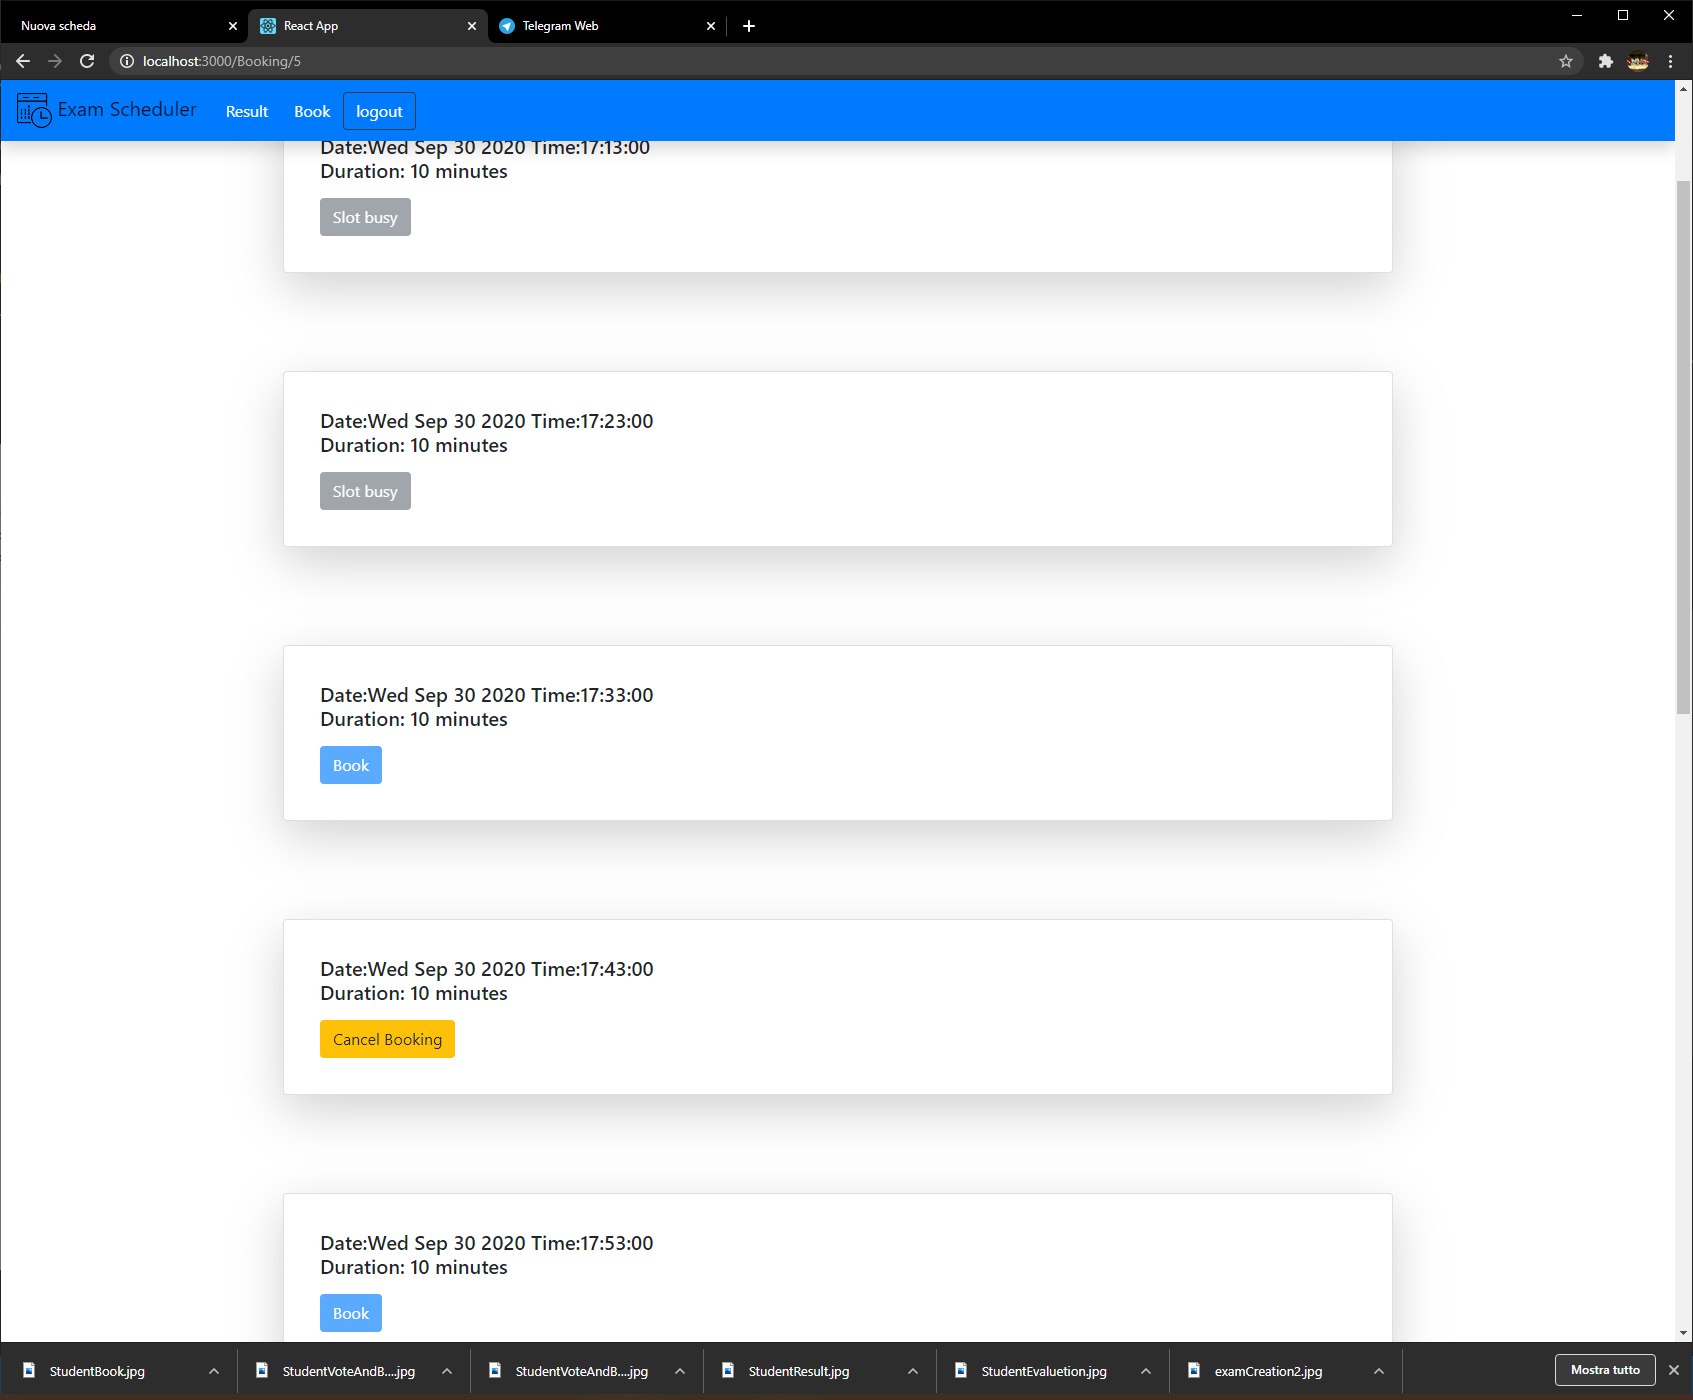 Nuova scheda
React App
Telegram Web
localhost:3000/Booking/5
Exam Scheduler
Result
Book
logout
Date:Wed Sep 30 2020 Time:17:13:00
Duration: 10 minutes
Slot busy
Date:Wed Sep 30 2020 Time:17:23:00
Duration: 10 minutes
Slot busy
Date:Wed Sep 30 2020 Time:17:33:00
Duration: 10 minutes
Book
Date:Wed Sep 30 2020 Time:17:43:00
Duration: 10 minutes
Cancel Booking
Date:Wed Sep 30 2020 Time:17:53:00
Duration: 10 minutes
Book
StudentBook.jpg
StudentVoteAndB....jpg
StudentVoteAndB....jpg
StudentResult.jpg
StudentEvaluetion.jpg
examCreation2.jpg
Mostra tutto